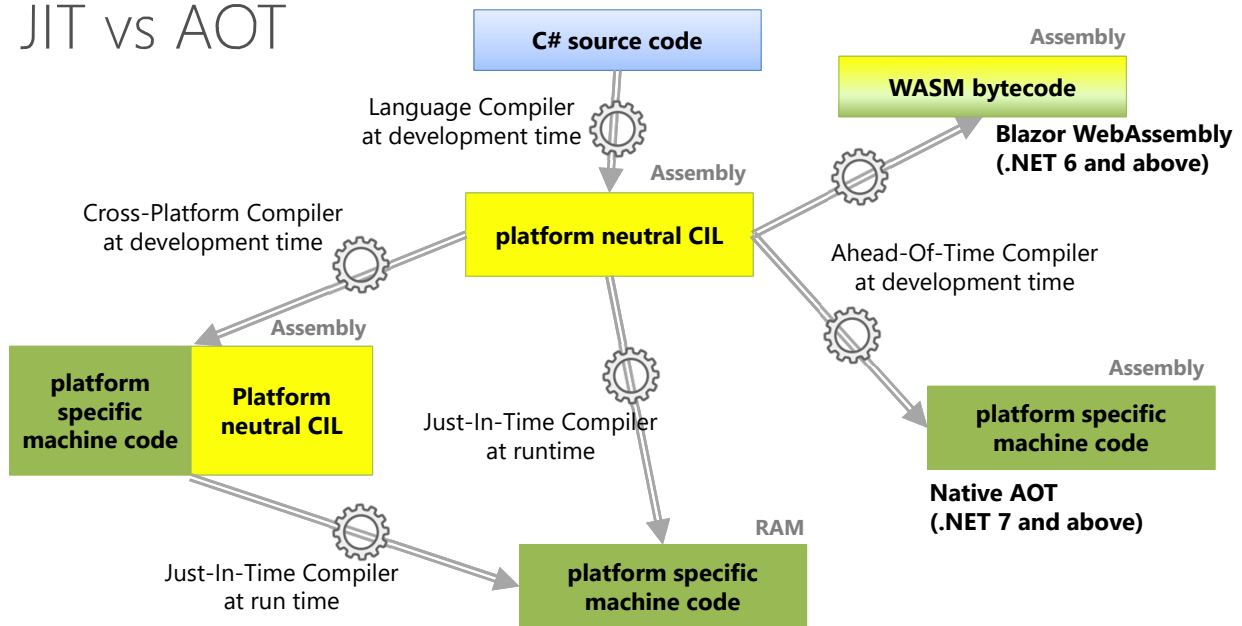 JIT vs AOT
C# source code
Assembly
WASM bytecode
Blazor WebAssembly
(.NET 6 and above)
Language Compiler
at development time
Assembly
platform neutral CIL
Cross-Platform Compiler
at development time
Ahead-Of-Time Compiler
at development time
Assembly
platform
specific
machine code
Platform
neutral CIL
Just-In-Time Compiler
at runtime
Assembly
platform specific
machine code
Native AOT
(.NET 7 and above)
Just-In-Time Compiler
at run time
RAM
platform specific
machine code